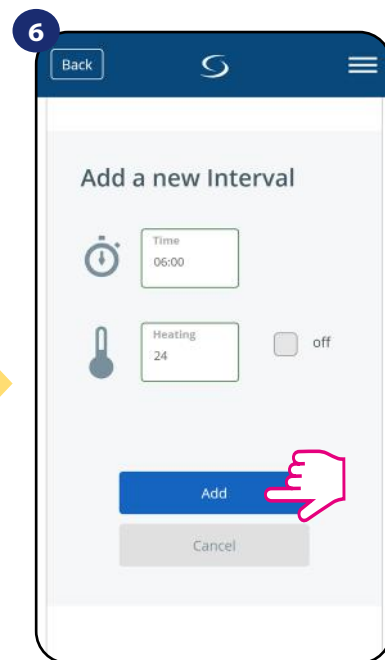 6
Back
Add a new Interval
Time
06:00
Heating
24
off
Add
Cancel